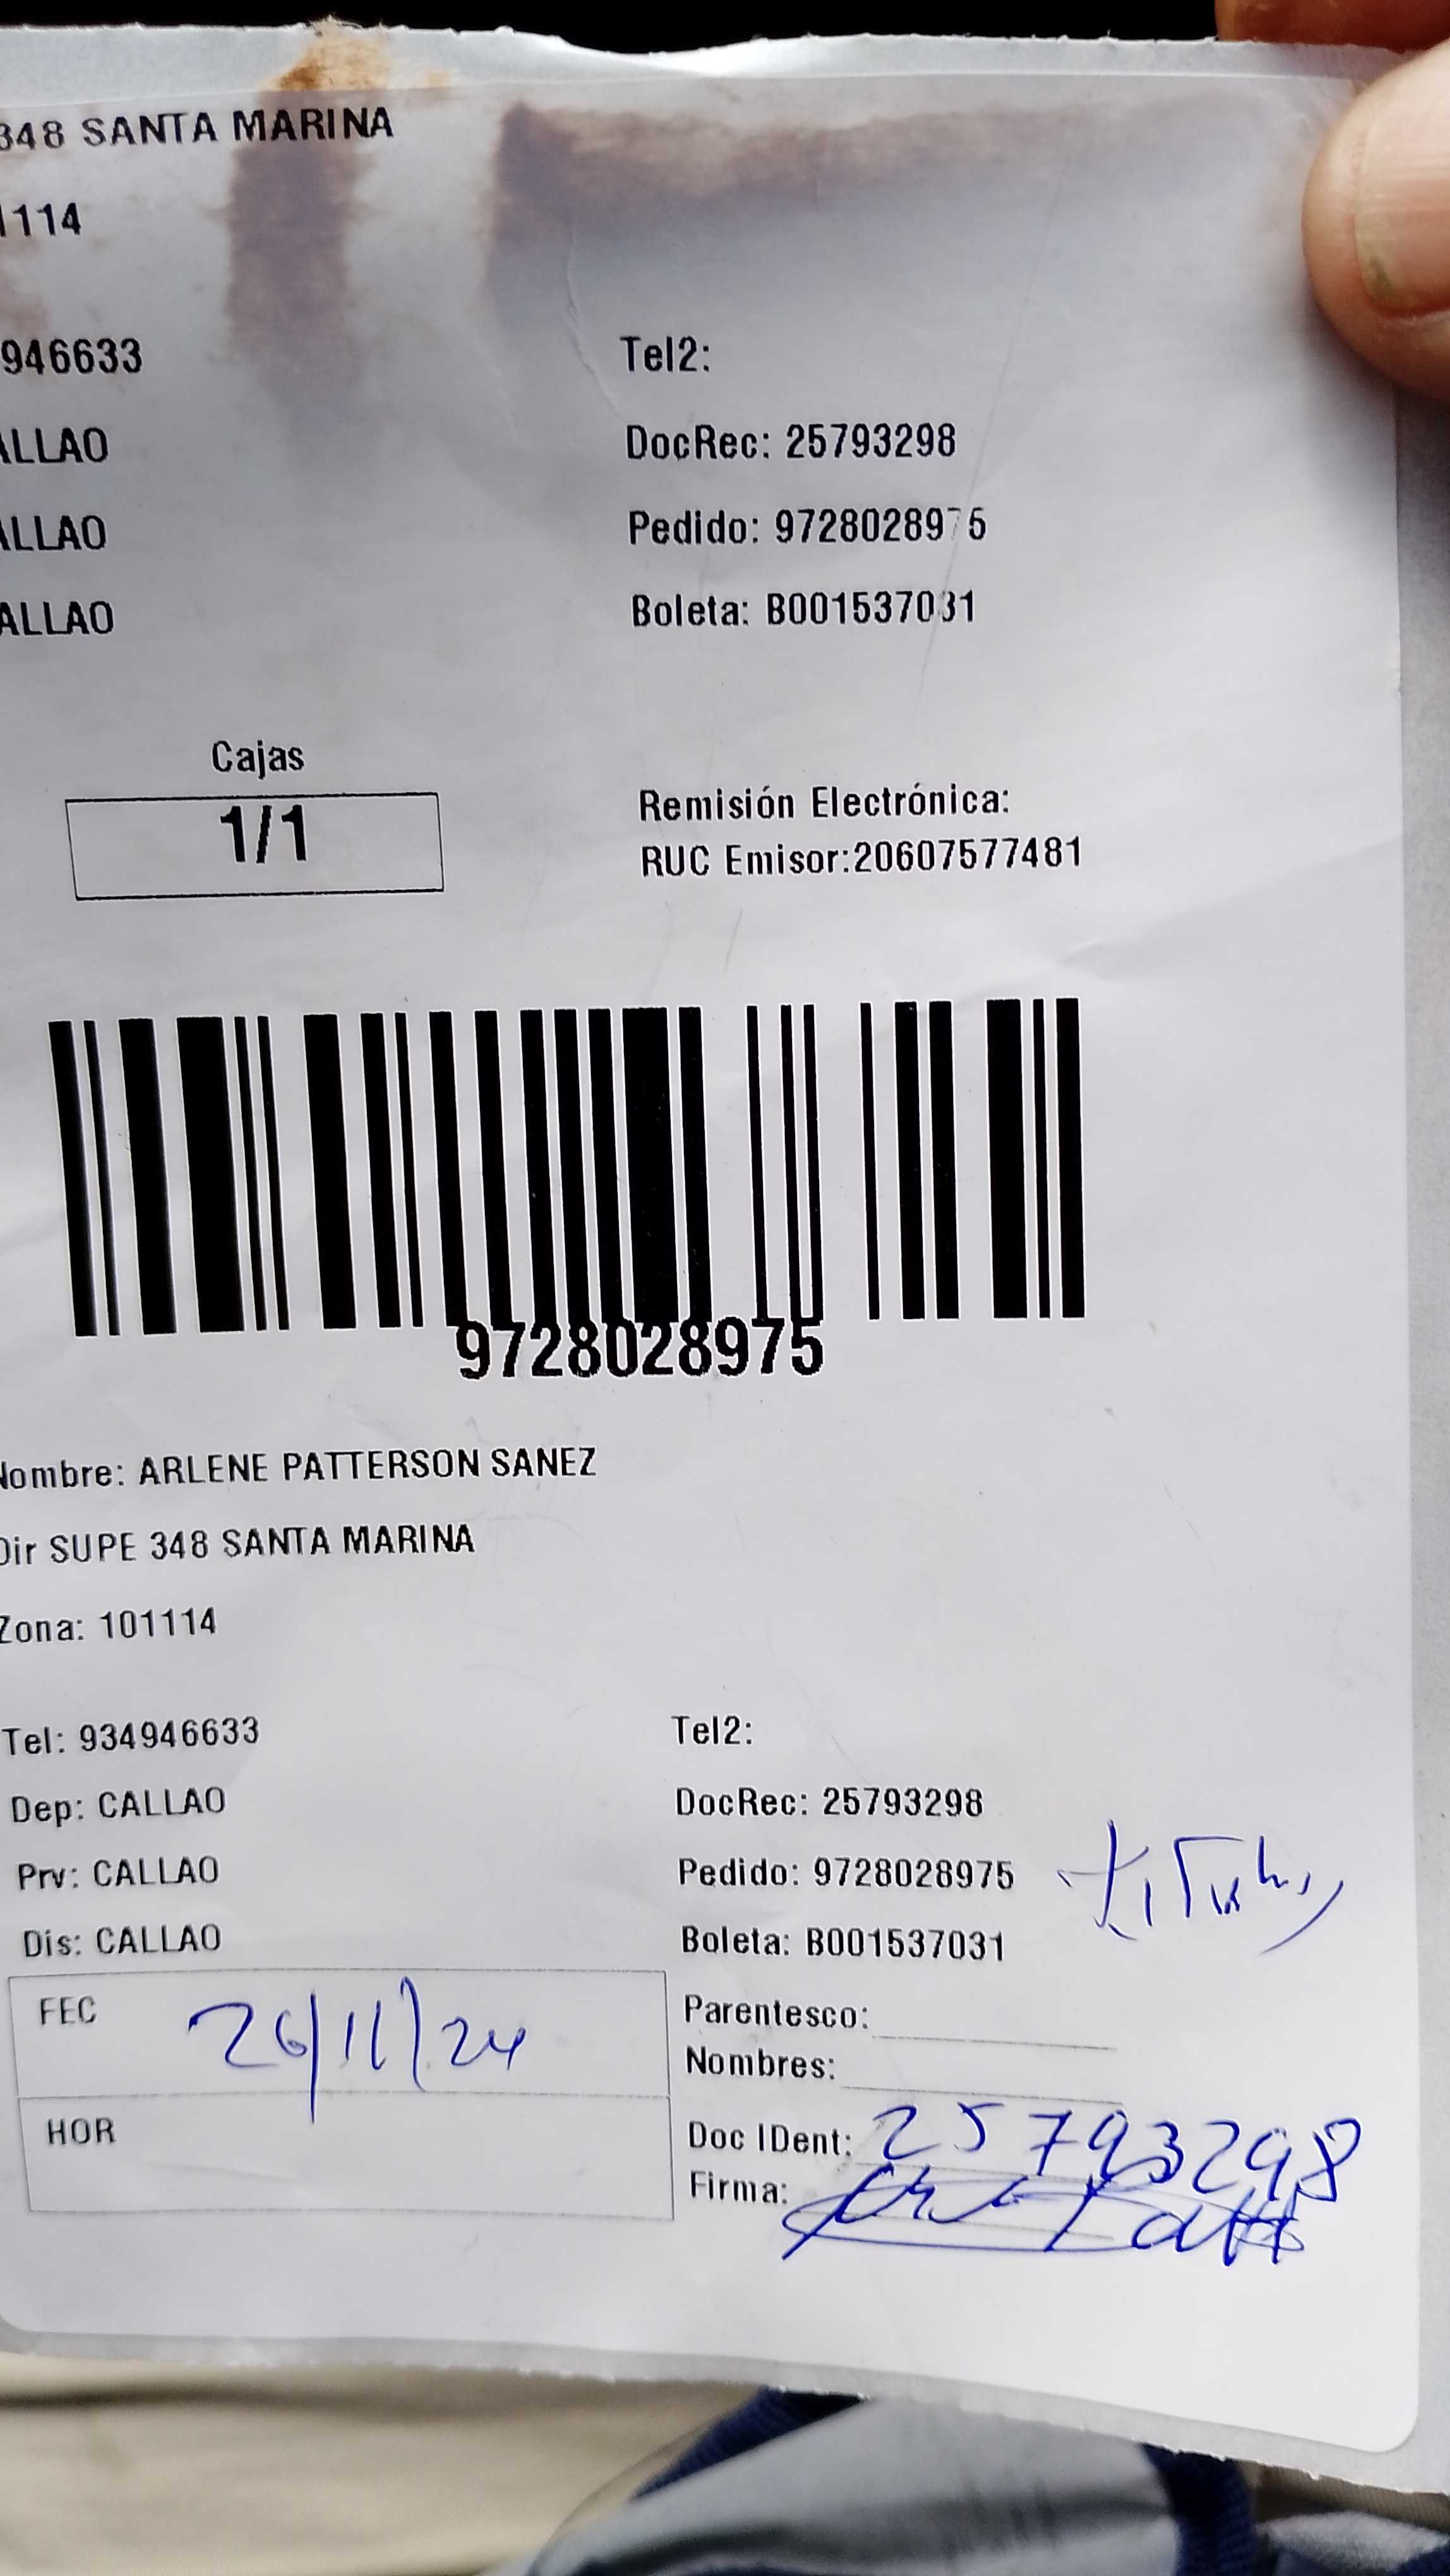 348 SANTA MARINA
1114
946633
Tel2:
ALLAO
DocRec: 25793298
ALLAO
Pedido: 9728028975
ALLAO
Boleta: B001537031
Cajas
1/1
Remisión Electrónica:
RUC Emisor:20607577481
9728028975
Nombre: ARLENE PATTERSON SANEZ
Dir SUPE 348 SANTA MARINA
Zona: 101114
Tel: 934946633
Tel2:
Dep: CALLAO
DocRec: 25793298
Prv: CALLAO
Pedido: 9728028975
Dis: CALLAO
Boleta: B001537031
FEC 26/11/24
Parentesco:
Nombres:
HOR
Doc IDent: 25793298
Firma: